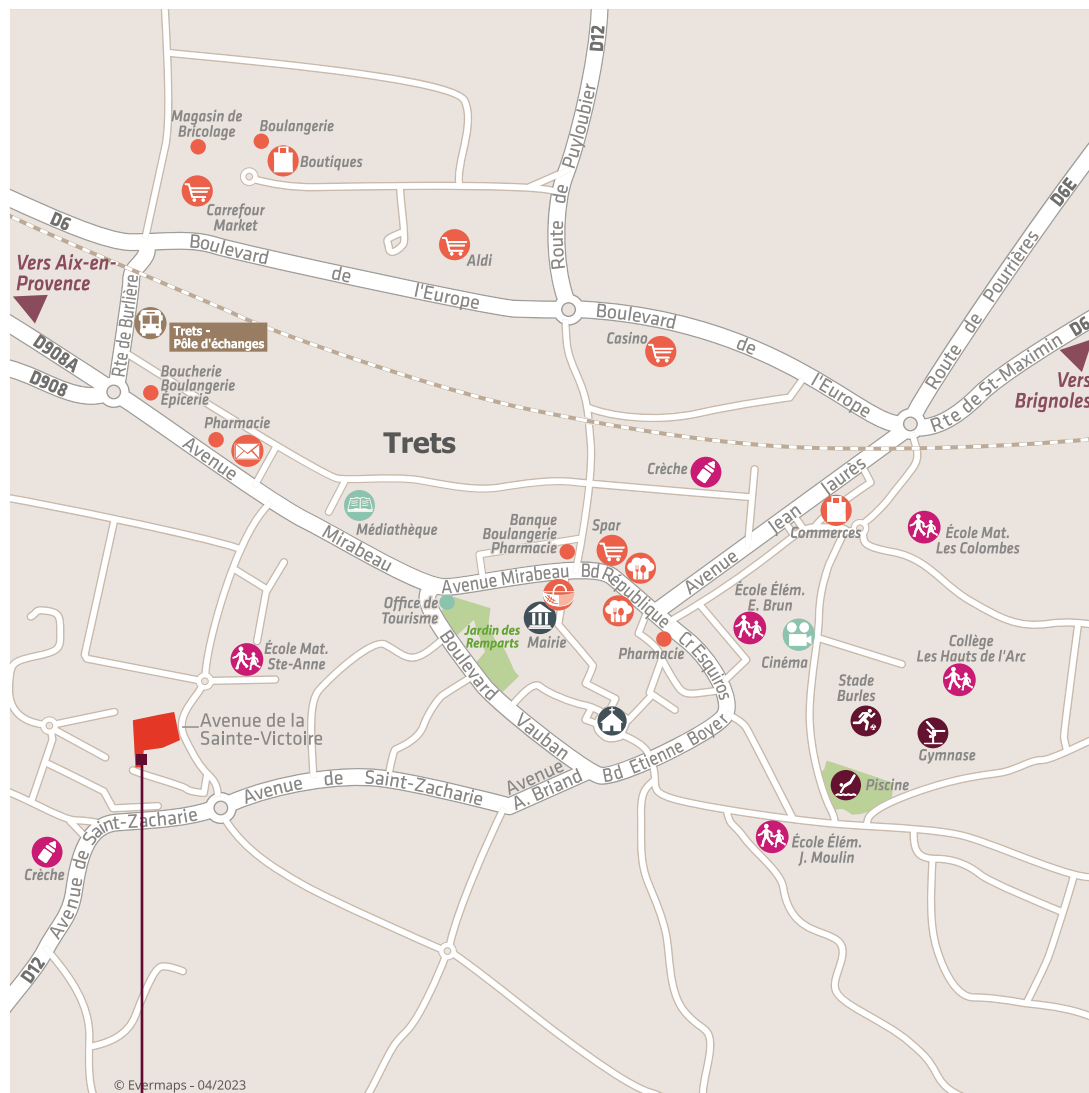 D12
Route de Puyloubier
Magasin de
Bricolage
Boulangerie
Boutiques
Carrefour
Market
D6
Boulevard de l'Europe
Aldi
D6E
Route de Pourrières
Vers Aix-en-
Provence
Rte de Burlière
Trets -
Pôle d'échanges
Boulevard de l'Europe
Casino
D6
Rte de St-Maximin
Vers
Brignoles
D908A
D908
Boucherie
Boulangerie
Épicerie
Pharmacie
Trets
Avenue Mirabeau
Crèche
Avenue Jean Jaurès
Médiathèque
Banque
Boulangerie
Pharmacie
Spar
Commerces
École Mat.
Les Colombes
Avenue Mirabeau
Bd République
Office de
Tourisme
Jardin des
Remparts
Mairie
Pharmacie
Cr Esquiros
École Élém.
E. Brun
Cinéma
Collège
Les Hauts de l'Arc
École Mat.
Ste-Anne
Boulevard Vauban
Stade
Burles
Gymnase
Avenue de la
Sainte-Victoire
Avenue
A. Briand
Bd Etienne Boyer
Piscine
Avenue de Saint-Zacharie
Avenue de Saint-Zacharie
École Élém.
J. Moulin
Crèche
D12
© Evermaps - 04/2023